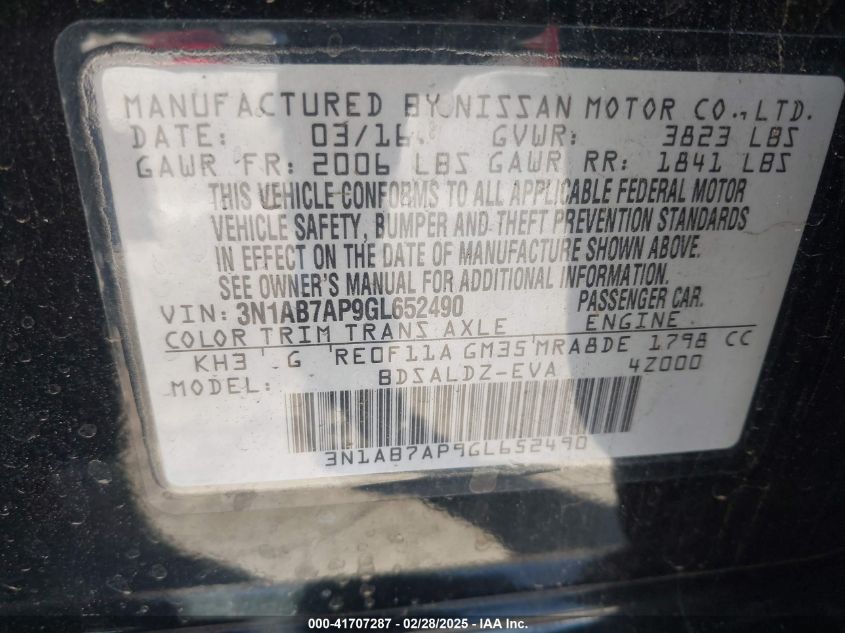 MANUFACTURED BY NISSAN MOTOR CO., LTD.
DATE: 03/16 GVWR: 3823 LBS
GAWR FR: 2006 LBS GAWR RR: 1841 LBS
THIS VEHICLE CONFORMS TO ALL APPLICABLE FEDERAL MOTOR
VEHICLE SAFETY, BUMPER AND THEFT PREVENTION STANDARDS
IN EFFECT ON THE DATE OF MANUFACTURE SHOWN ABOVE.
SEE OWNER'S MANUAL FOR ADDITIONAL INFORMATION.
VIN: 3N1AB7AP9GL652490 PASSENGER CAR.
COLOR TRIM TRANS AXLE ENGINE
KH3 G RE0F11A GM35 MRA8DE 1798 CC
MODEL: BDSALDZ-EVA 4Z000
3N1AB7AP9GL652490
000-41707287 - 02/28/2025 - IAA Inc.